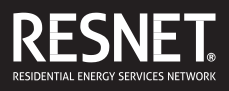 RESNET®
RESIDENTIAL ENERGY SERVICES NETWORK